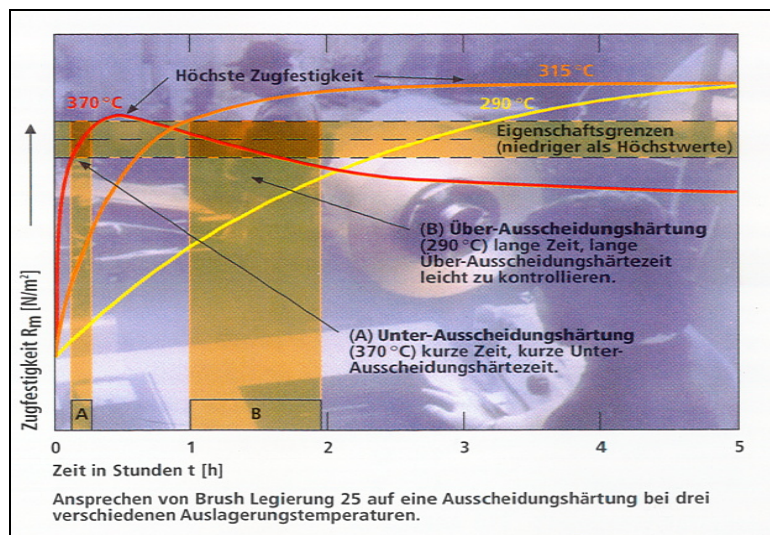 Höchste Zugfestigkeit
315 °C
370 °C
290 °C
Eigenschaftsgrenzen
(niedriger als Höchstwerte)
(B) Über-Ausscheidungshärtung
(290 °C) lange Zeit, lange
Über-Ausscheidungshärtezeit
leicht zu kontrollieren.
(A) Unter-Ausscheidungshärtung
(370 °C) kurze Zeit, kurze Unter-
Ausscheidungshärtezeit.
Zugfestigkeit Rm [N/m²]
A
B
0 1 2 3 4 5
Zeit in Stunden t [h]
Ansprechen von Brush Legierung 25 auf eine Ausscheidungshärtung bei drei
verschiedenen Auslagerungstemperaturen.